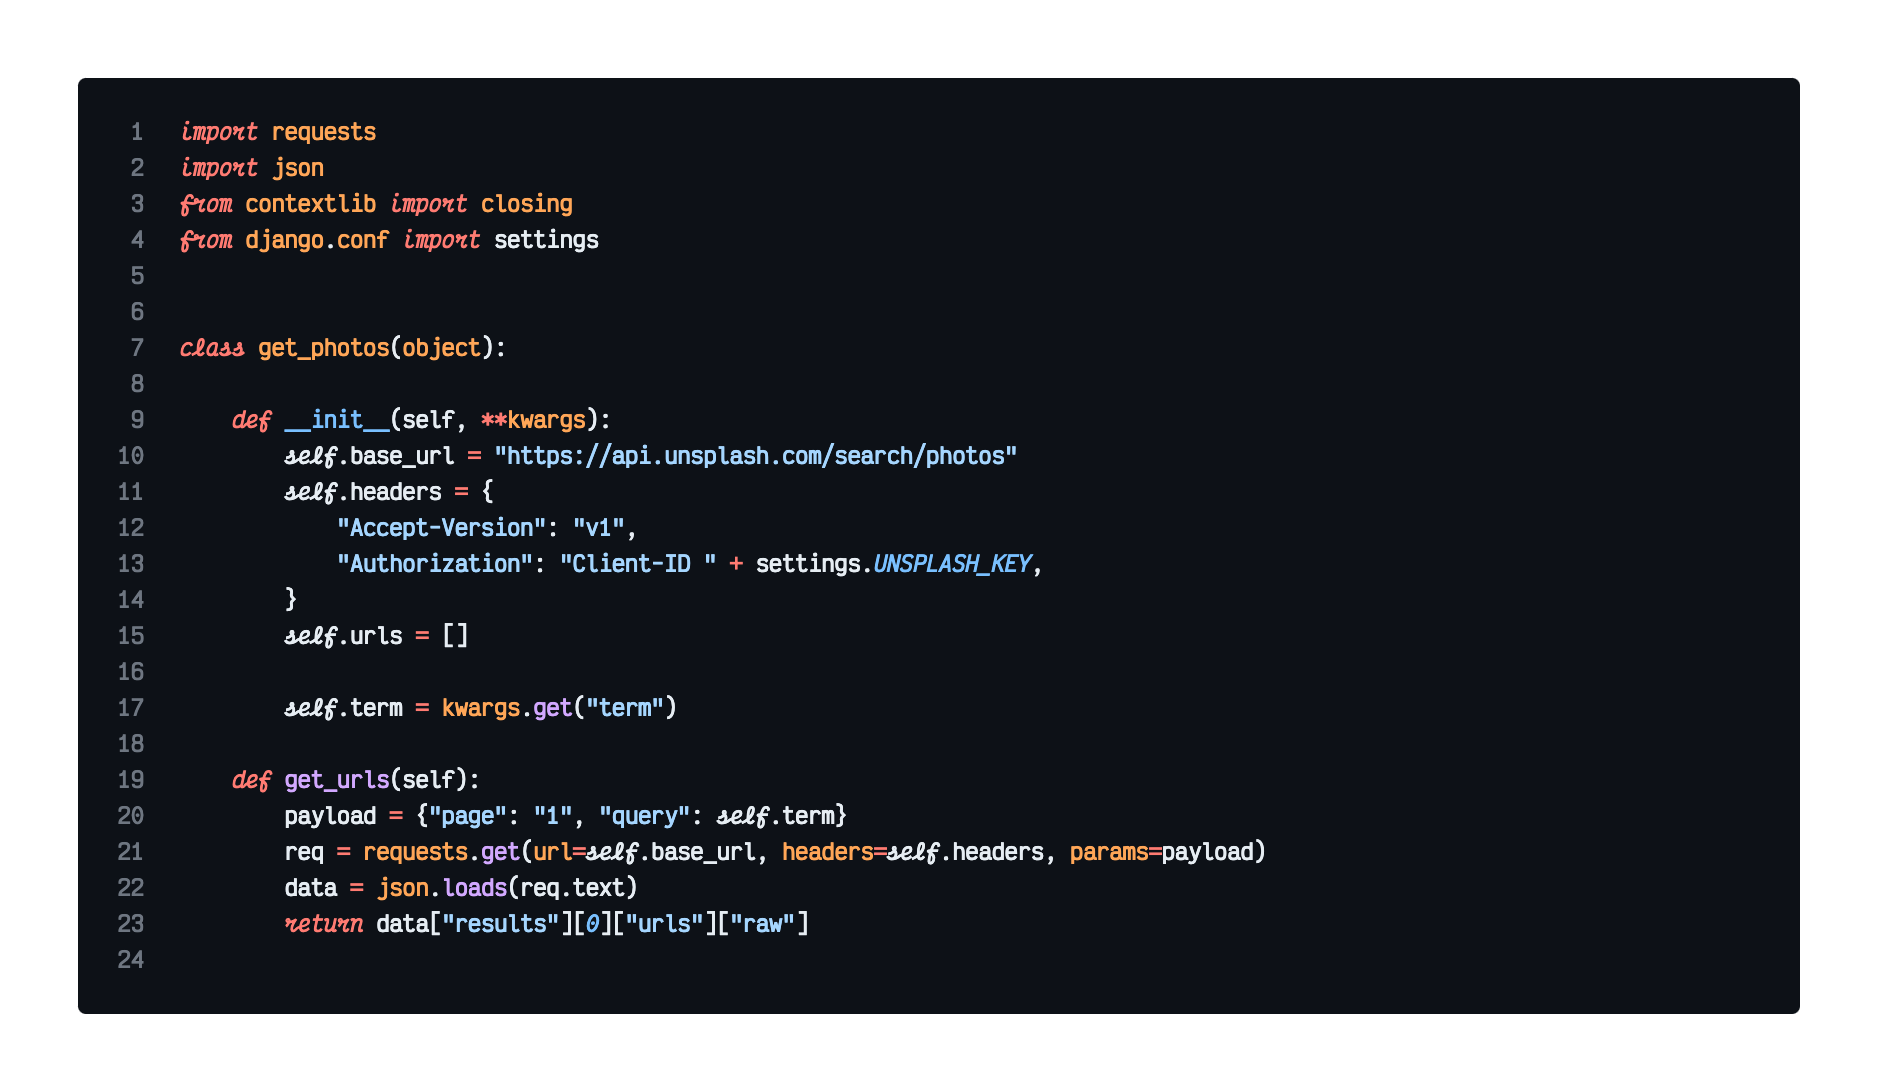 1 import requests
2 import json
3 from contextlib import closing
4 from django.conf import settings
5
6
7 class get_photos(object):
8
9     def __init__(self, **kwargs):
10         self.base_url = "https://api.unsplash.com/search/photos"
11         self.headers = {
12             "Accept-Version": "v1",
13             "Authorization": "Client-ID " + settings.UNSPLASH_KEY,
14         }
15         self.urls = []
16
17         self.term = kwargs.get("term")
18
19     def get_urls(self):
20         payload = {"page": "1", "query": self.term}
21         req = requests.get(url=self.base_url, headers=self.headers, params=payload)
22         data = json.loads(req.text)
23         return data["results"][0]["urls"]["raw"]
24